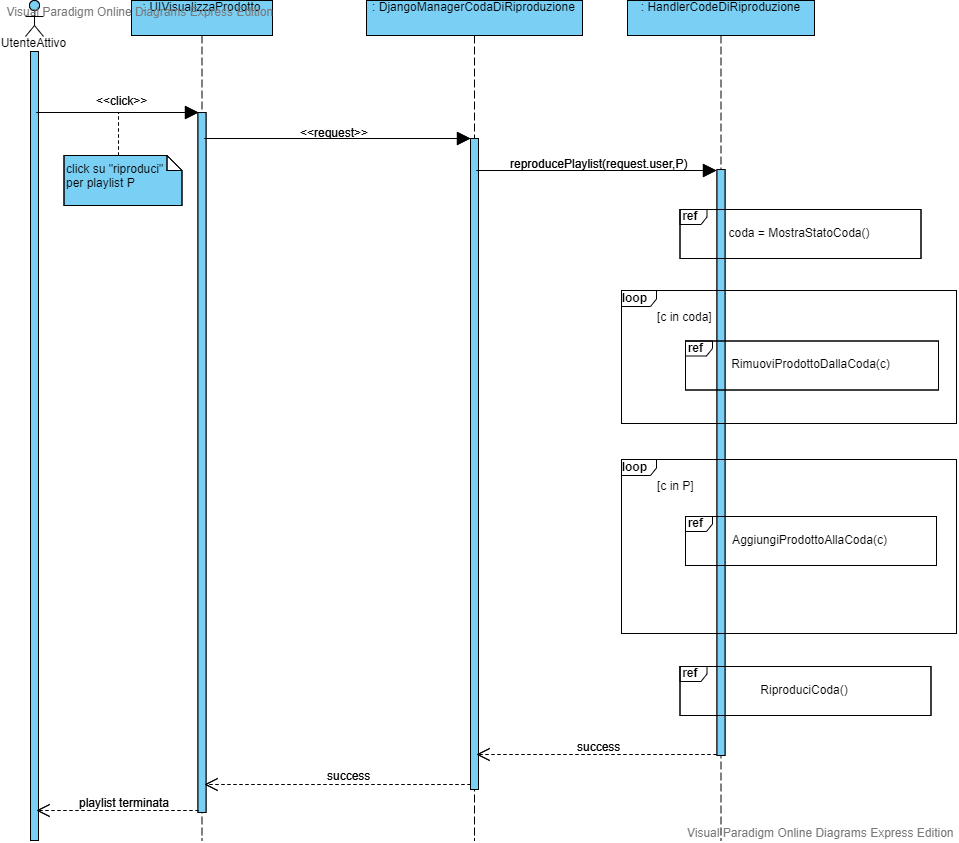 Visual Paradigm Online Diagrams Express Edition
: UIVisualizzaProdotto
: DjangoManagerCodaDiRiproduzione
: HandlerCodeDiRiproduzione
UtenteAttivo
<<click>>
<<request>>
click su "riproduci"
per playlist P
reproducePlaylist(request.user,P)
ref
coda = MostraStatoCoda()
loop
[c in coda]
ref
RimuoviProdottoDallaCoda(c)
loop
[c in P]
ref
AggiungiProdottoAllaCoda(c)
ref
RiproduciCoda()
success
success
playlist terminata
Visual Paradigm Online Diagrams Express Edition